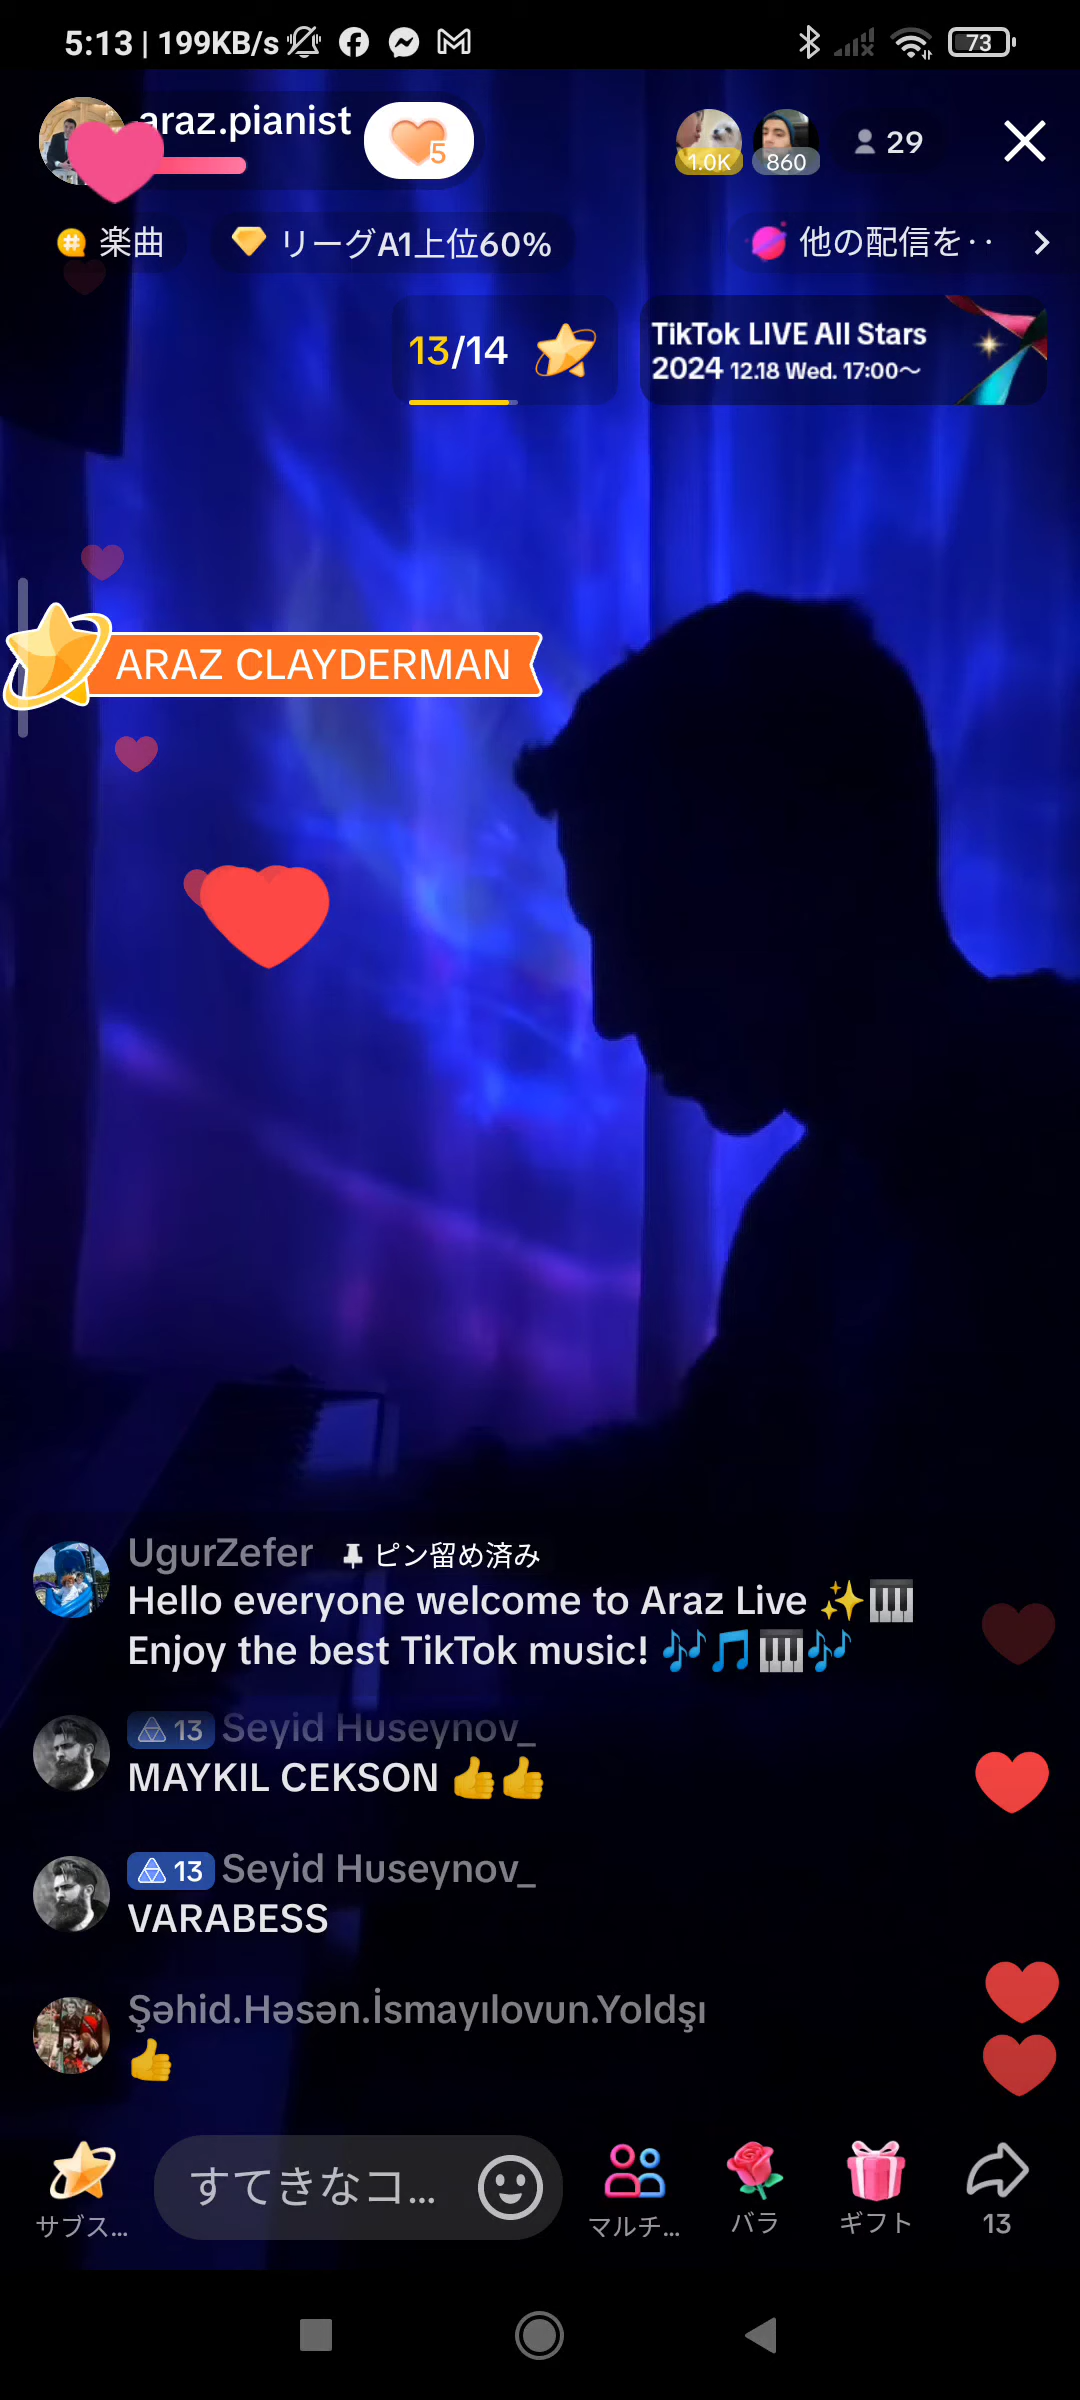 5:13 | 199KB/s
73
araz.pianist
5
1.0K
860
29
楽曲
リーグA1上位60%
他の配信を··
13/14
TikTok LIVE All Stars
2024 12.18 Wed. 17:00～
ARAZ CLAYDERMAN
UgurZefer ピン留め済み
Hello everyone welcome to Araz Live ✨🎹
Enjoy the best TikTok music! 🎶🎵🎹🎶
13 Seyid Huseynov_
MAYKIL CEKSON 👍👍
13 Seyid Huseynov_
VARABESS
Şəhid.Həsən.İsmayılovun.Yoldşı
👍
すてきなコ...
サブス...
マルチ...
バラ
ギフト
13